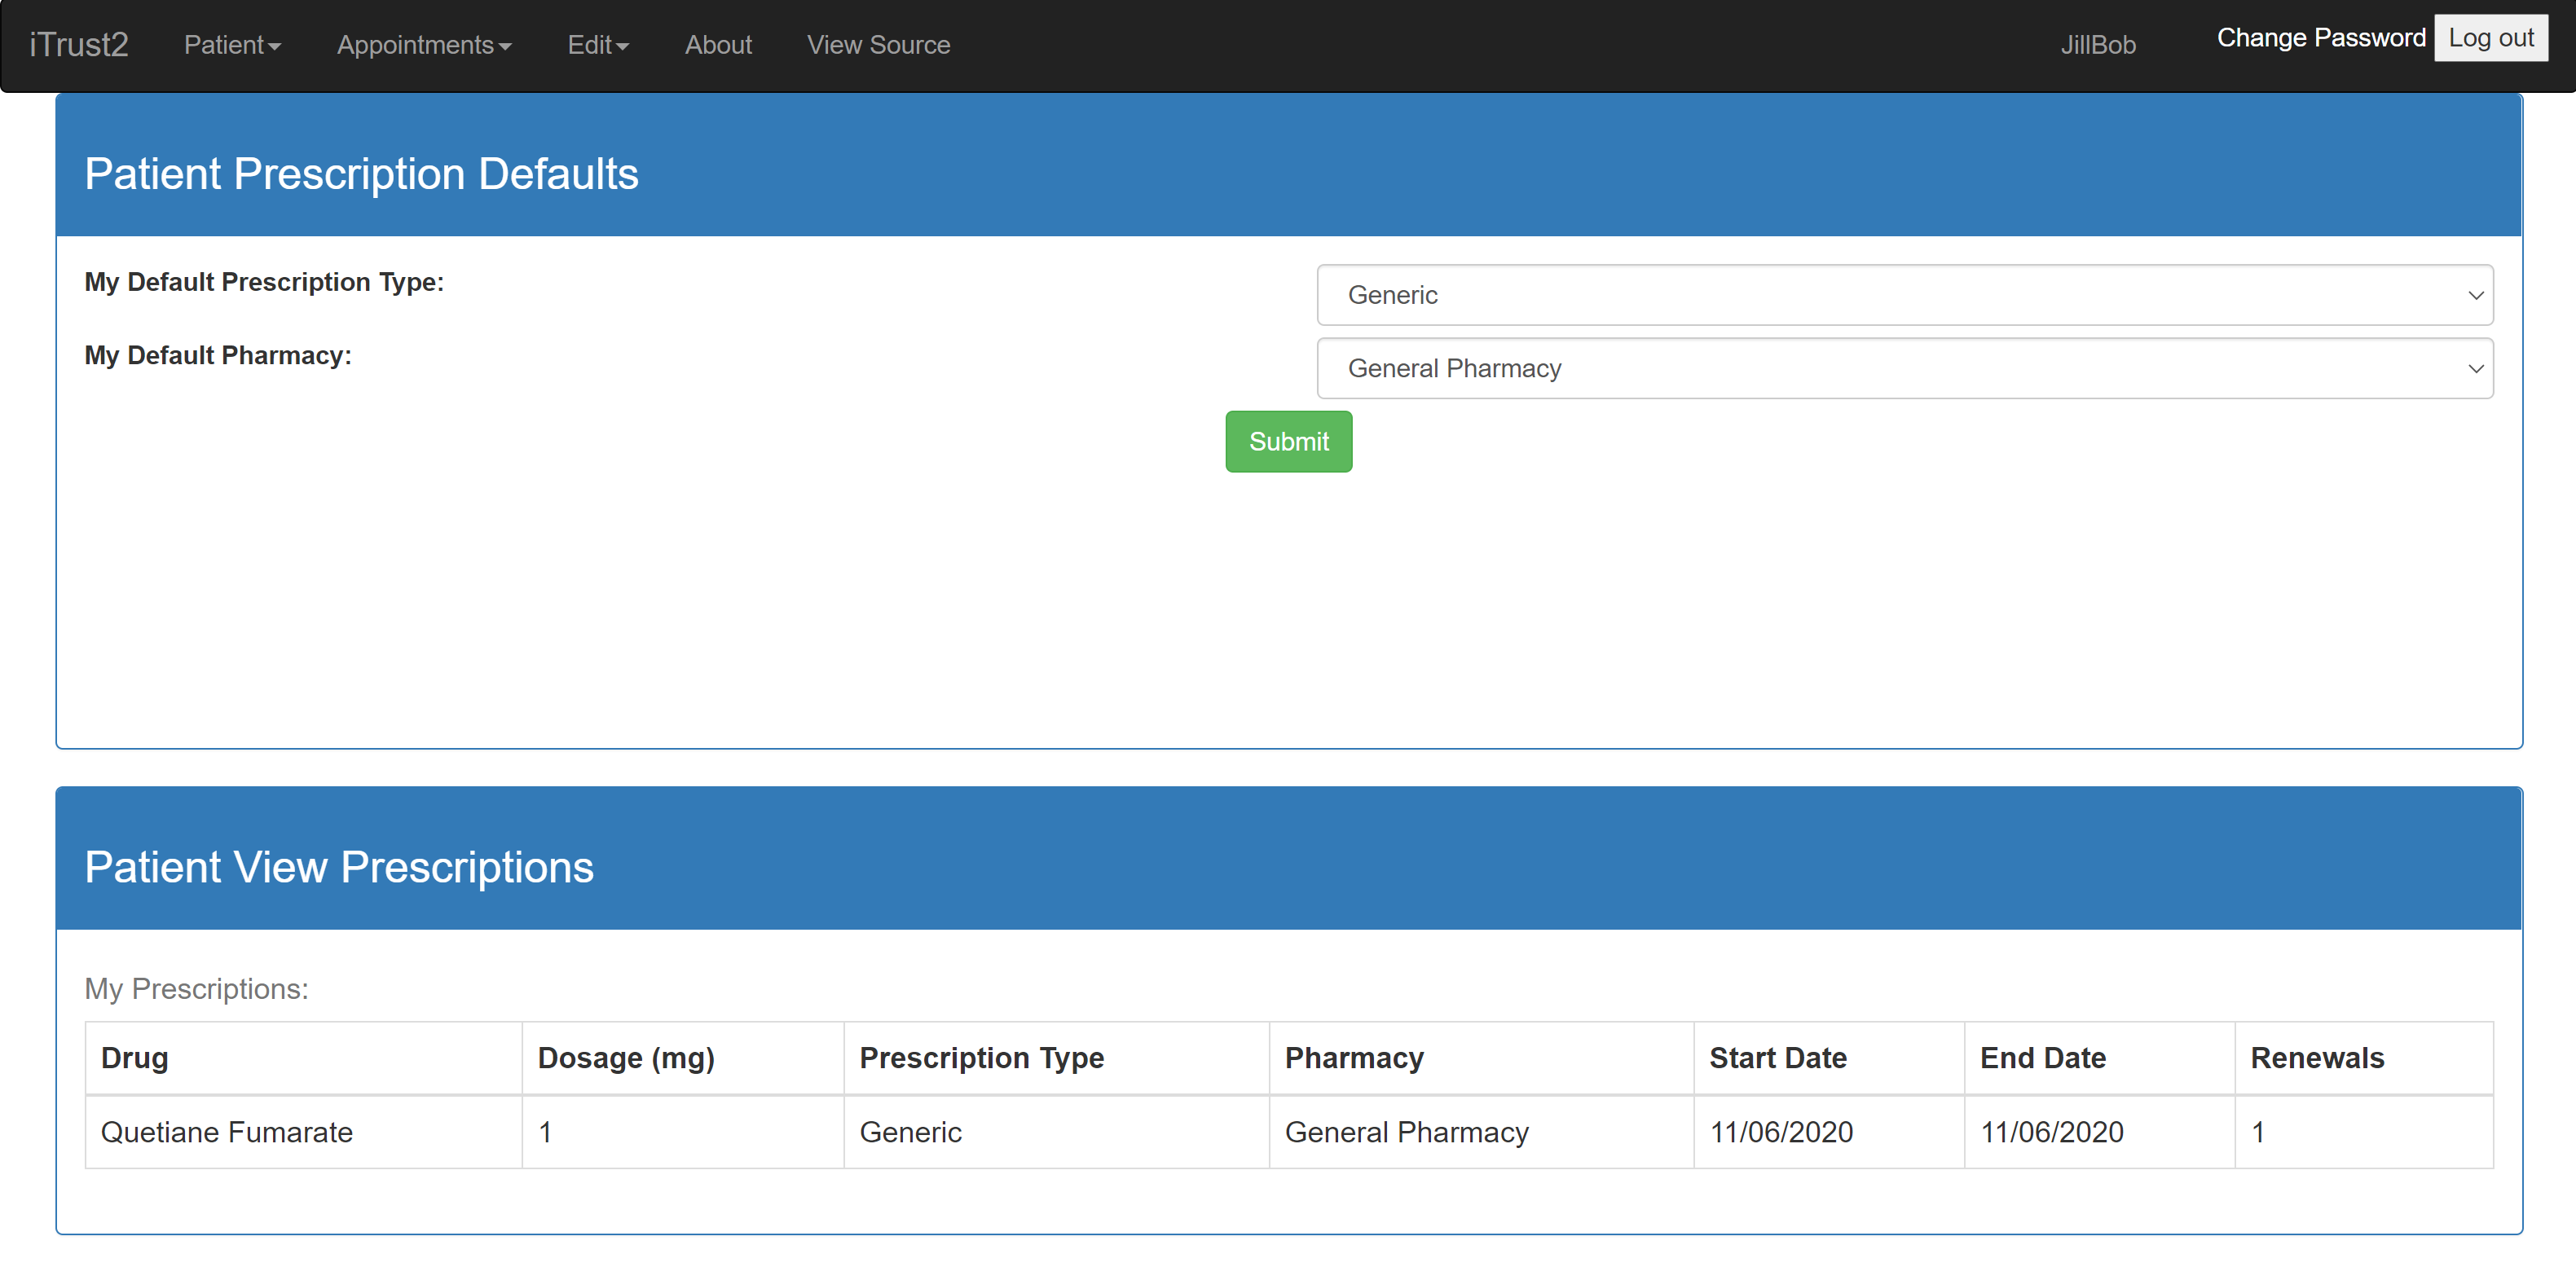 iTrust2 Patient Appointments Edit About View Source JillBob Change Password Log out
Patient Prescription Defaults
My Default Prescription Type: Generic
My Default Pharmacy: General Pharmacy
Submit
Patient View Prescriptions
My Prescriptions:
Drug Dosage (mg) Prescription Type Pharmacy Start Date End Date Renewals
Quetiane Fumarate 1 Generic General Pharmacy 11/06/2020 11/06/2020 1